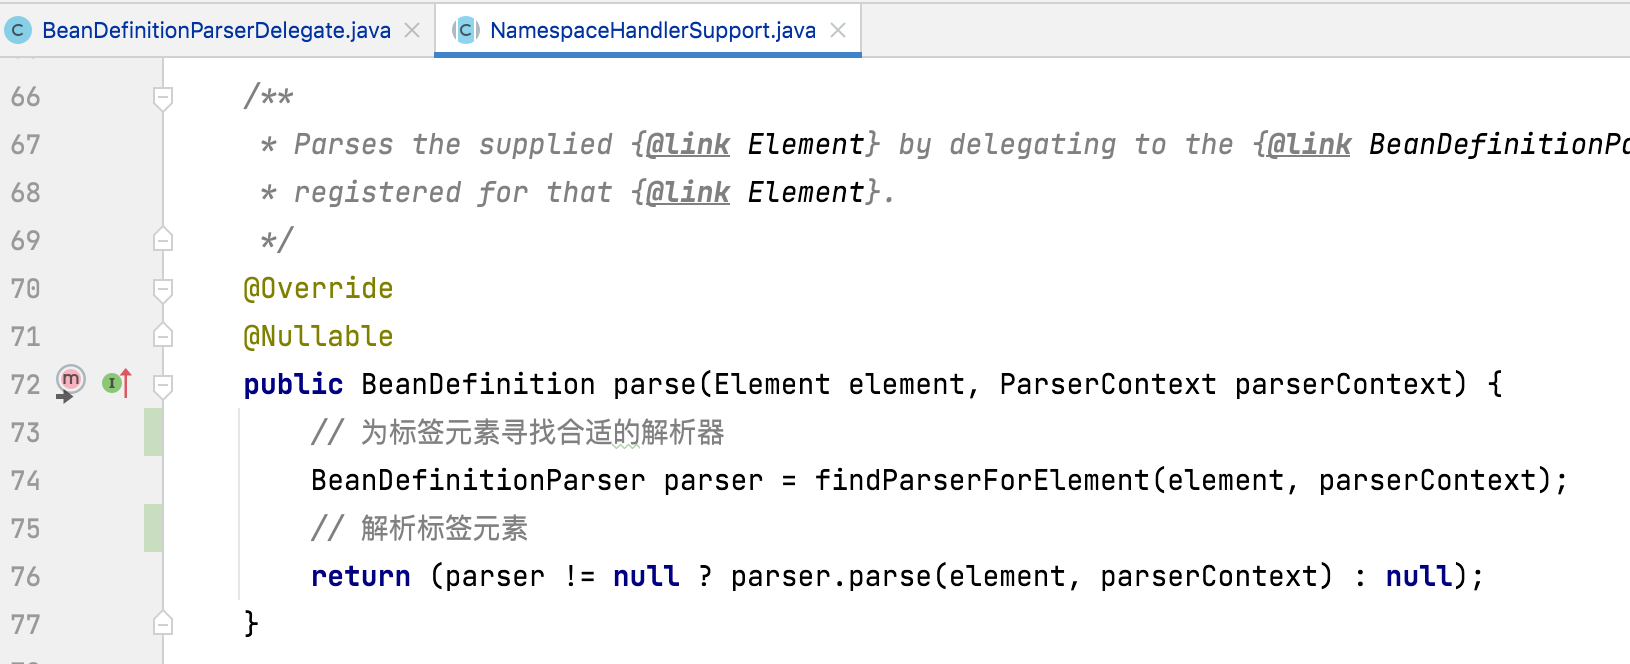 BeanDefinitionParserDelegate.java NamespaceHandlerSupport.java
66 /**
67 * Parses the supplied {@link Element} by delegating to the {@link BeanDefinitionPa
68 * registered for that {@link Element}.
69 */
70 @Override
71 @Nullable
72 public BeanDefinition parse(Element element, ParserContext parserContext) {
73 // 为标签元素寻找合适的解析器
74 BeanDefinitionParser parser = findParserForElement(element, parserContext);
75 // 解析标签元素
76 return (parser != null ? parser.parse(element, parserContext) : null);
77 }